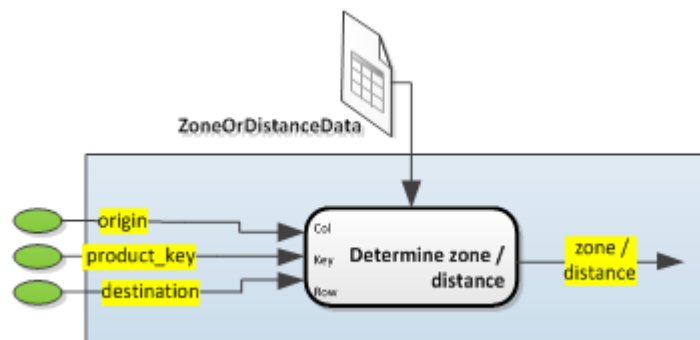 ZoneOrDistanceData
origin
Col
product_key
Key
Determine zone /
distance
zone /
distance
destination
Row